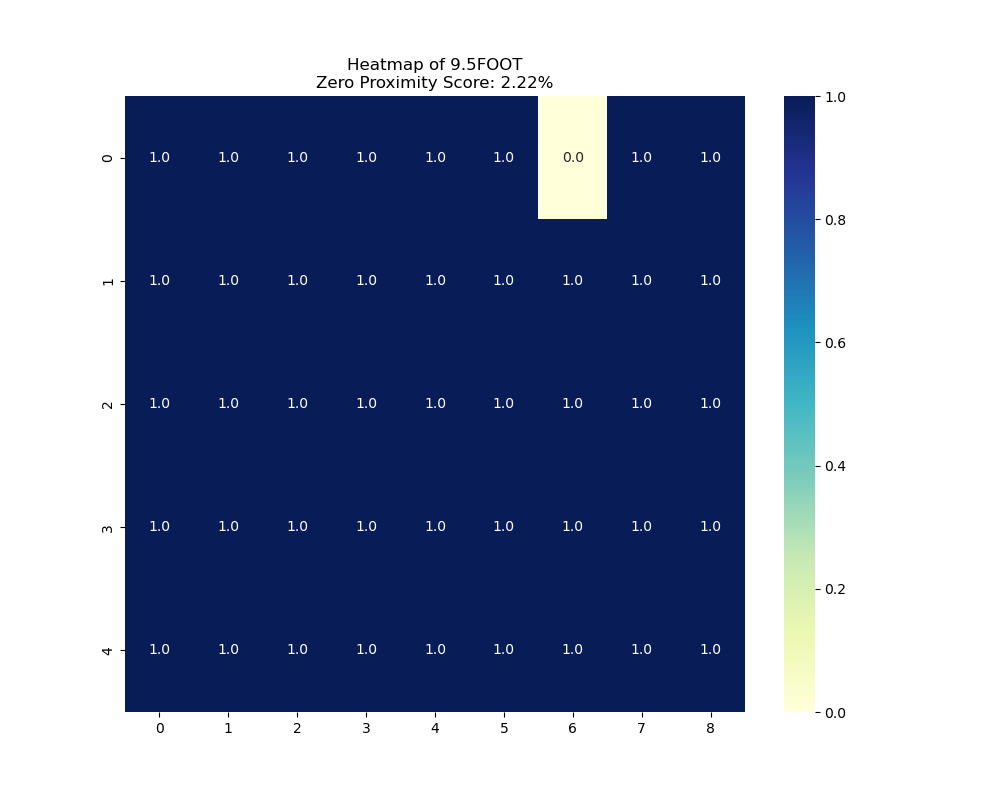 Heatmap of 9.5FOOT
Zero Proximity Score: 2.22%
0 1.0 1.0 1.0 1.0 1.0 1.0 0.0 1.0 1.0
1 1.0 1.0 1.0 1.0 1.0 1.0 1.0 1.0 1.0
2 1.0 1.0 1.0 1.0 1.0 1.0 1.0 1.0 1.0
3 1.0 1.0 1.0 1.0 1.0 1.0 1.0 1.0 1.0
4 1.0 1.0 1.0 1.0 1.0 1.0 1.0 1.0 1.0
0 1 2 3 4 5 6 7 8
1.0
0.8
0.6
0.4
0.2
0.0